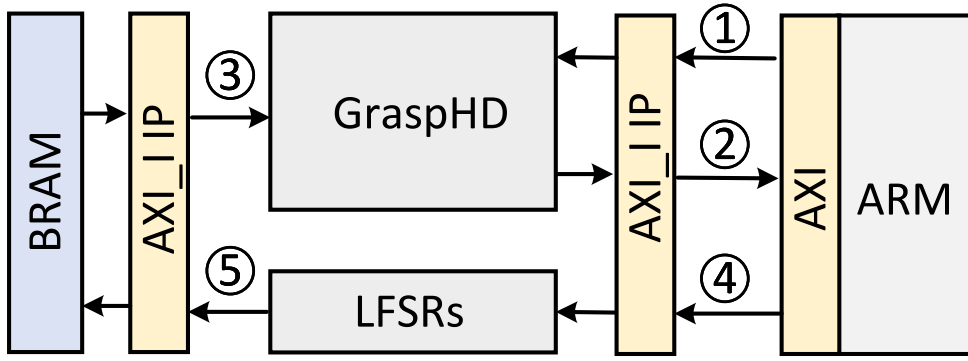 BRAM
AXI_I IP
③
GraspHD
⑤
LFSRs
AXI_I IP
①
②
④
AXI
ARM